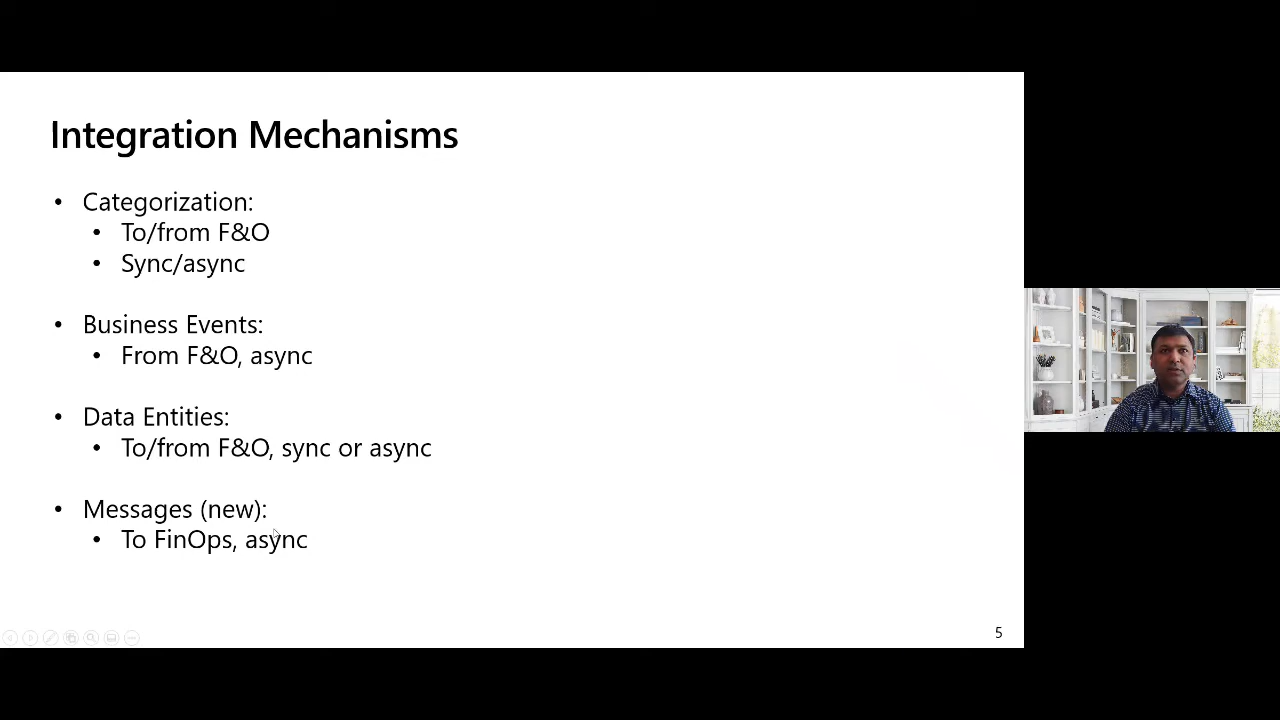 Integration Mechanisms
• Categorization:
• To/from F&O
• Sync/async
• Business Events:
• From F&O, async
• Data Entities:
• To/from F&O, sync or async
• Messages (new):
• To FinOps, async
5